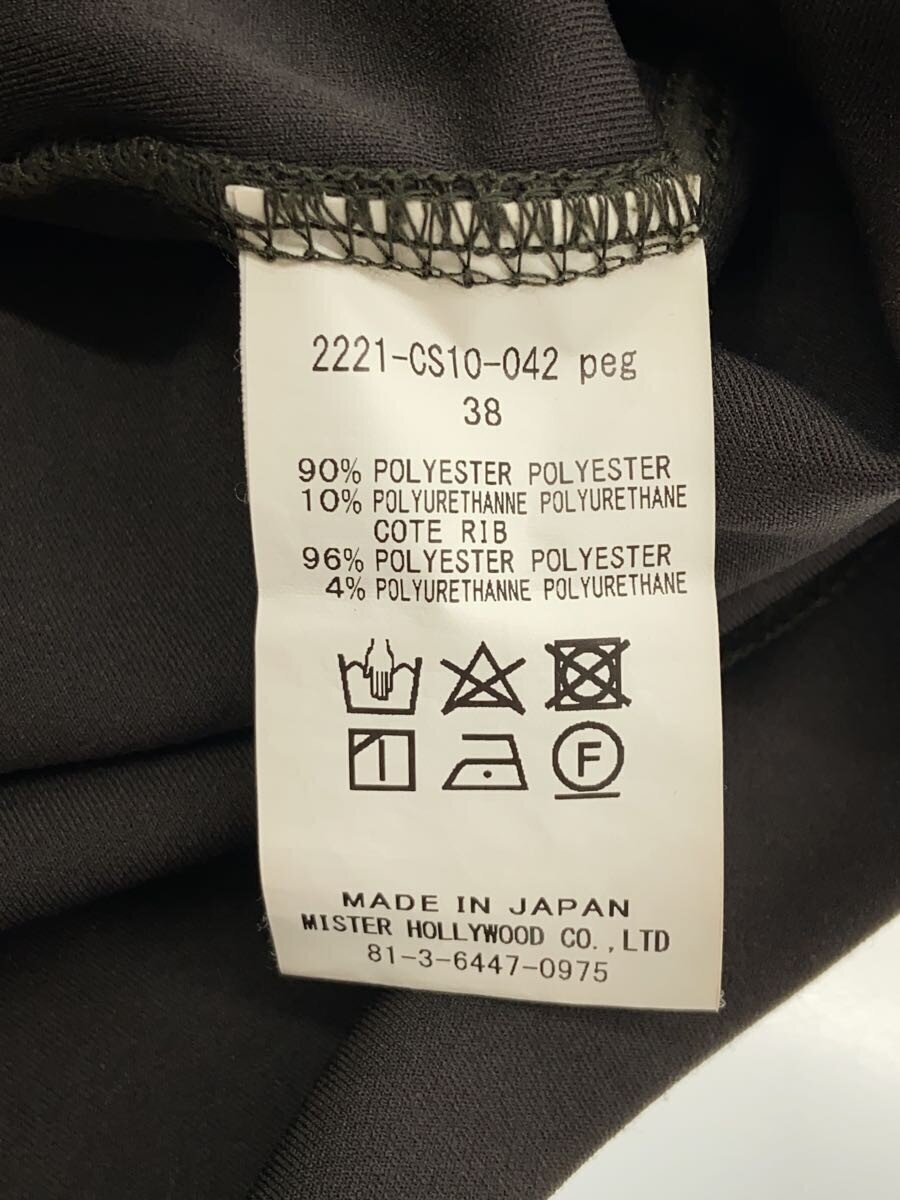 2221-CS10-042 peg
38
90% POLYESTER POLYESTER
10% POLYURETHANNE POLYURETHANE
COTE RIB
96% POLYESTER POLYESTER
4% POLYURETHANNE POLYURETHANE
F
MADE IN JAPAN
MISTER HOLLYWOOD CO.,LTD
81-3-6447-0975